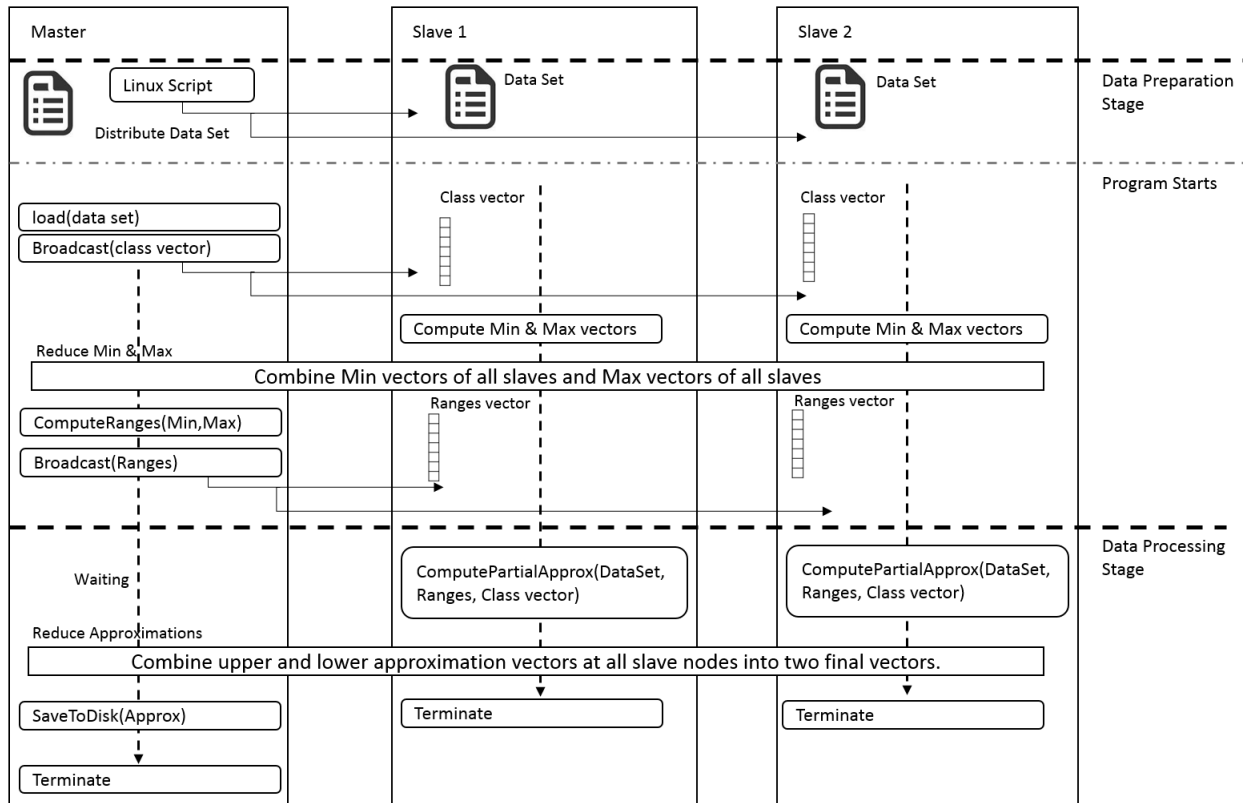 Master
Slave 1
Slave 2
Linux Script
Data Set
Data Set
Data Preparation
Stage
Distribute Data Set
Program Starts
Class vector
Class vector
load(data set)
Broadcast(class vector)
Compute Min & Max vectors
Compute Min & Max vectors
Reduce Min & Max
Combine Min vectors of all slaves and Max vectors of all slaves
Ranges vector
Ranges vector
ComputeRanges(Min,Max)
Broadcast(Ranges)
Data Processing
Stage
Waiting
ComputePartialApprox(DataSet,
Ranges, Class vector)
ComputePartialApprox(DataSet,
Ranges, Class vector)
Reduce Approximations
Combine upper and lower approximation vectors at all slave nodes into two final vectors.
SaveToDisk(Approx)
Terminate
Terminate
Terminate